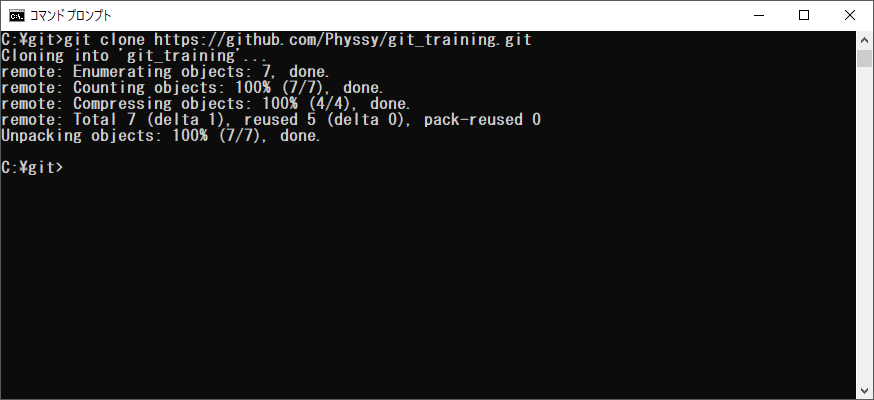 コマンドプロンプト
C:¥git>git clone https://github.com/Physsy/git_training.git
Cloning into 'git_training'...
remote: Enumerating objects: 7, done.
remote: Counting objects: 100% (7/7), done.
remote: Compressing objects: 100% (4/4), done.
remote: Total 7 (delta 1), reused 5 (delta 0), pack-reused 0
Unpacking objects: 100% (7/7), done.
C:¥git>